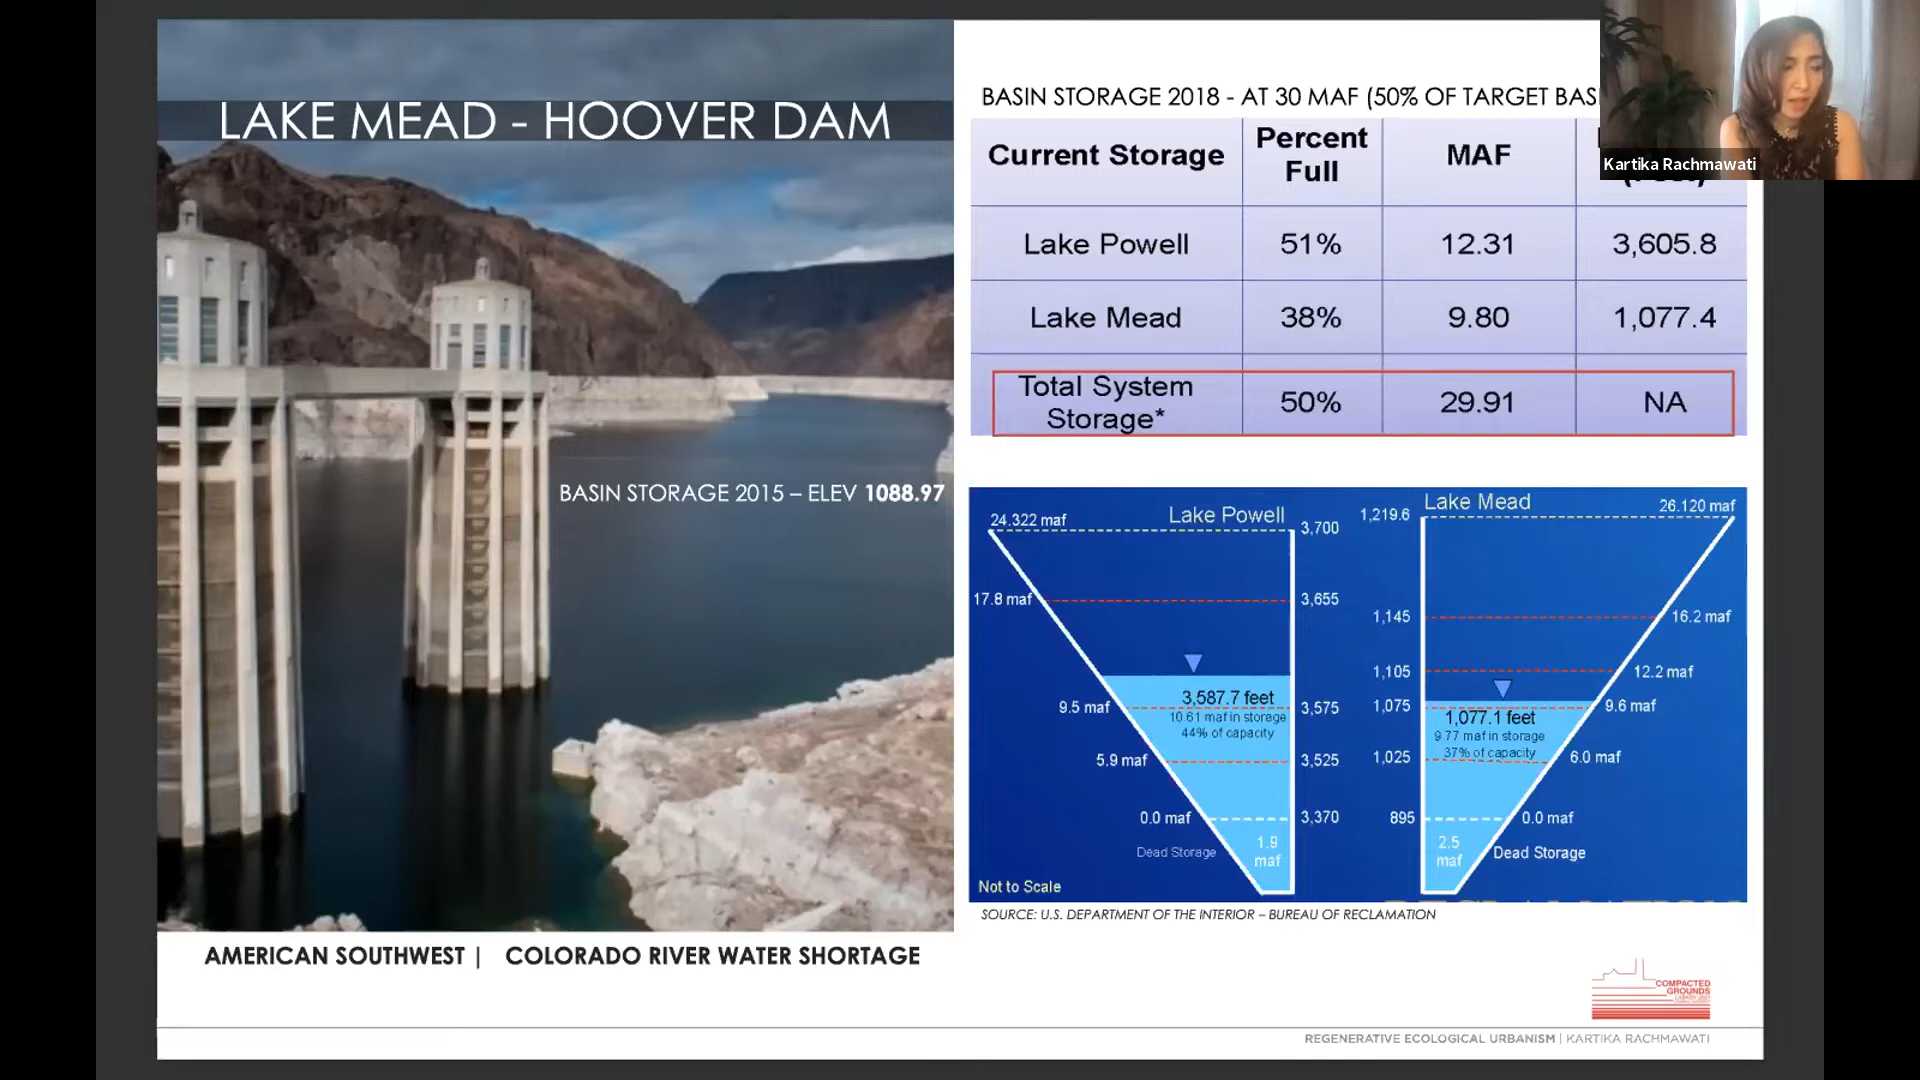 LAKE MEAD - HOOVER DAM
BASIN STORAGE 2015 – ELEV 1088.97
AMERICAN SOUTHWEST | COLORADO RIVER WATER SHORTAGE
BASIN STORAGE 2018 - AT 30 MAF (50% OF TARGET BAS
Kartika Rachmawati
Current Storage Percent Full MAF
Lake Powell 51% 12.31 3,605.8
Lake Mead 38% 9.80 1,077.4
Total System Storage* 50% 29.91 NA
24.322 maf Lake Powell 3,700
17.8 maf 3,655
3,587.7 feet
10.61 maf in storage
44% of capacity
9.5 maf 3,575
5.9 maf 3,525
0.0 maf 3,370
Dead Storage 1.9 maf
Not to Scale
1,219.6 Lake Mead 26.120 maf
1,145 16.2 maf
1,105 12.2 maf
1,075 9.6 maf
1,077.1 feet
9.77 maf in storage
37% of capacity
1,025 6.0 maf
895 0.0 maf
2.5 maf Dead Storage
SOURCE: U.S. DEPARTMENT OF THE INTERIOR – BUREAU OF RECLAMATION
COMPACTED
GROUNDS
REGENERATIVE ECOLOGICAL URBANISM | KARTIKA RACHMAWATI